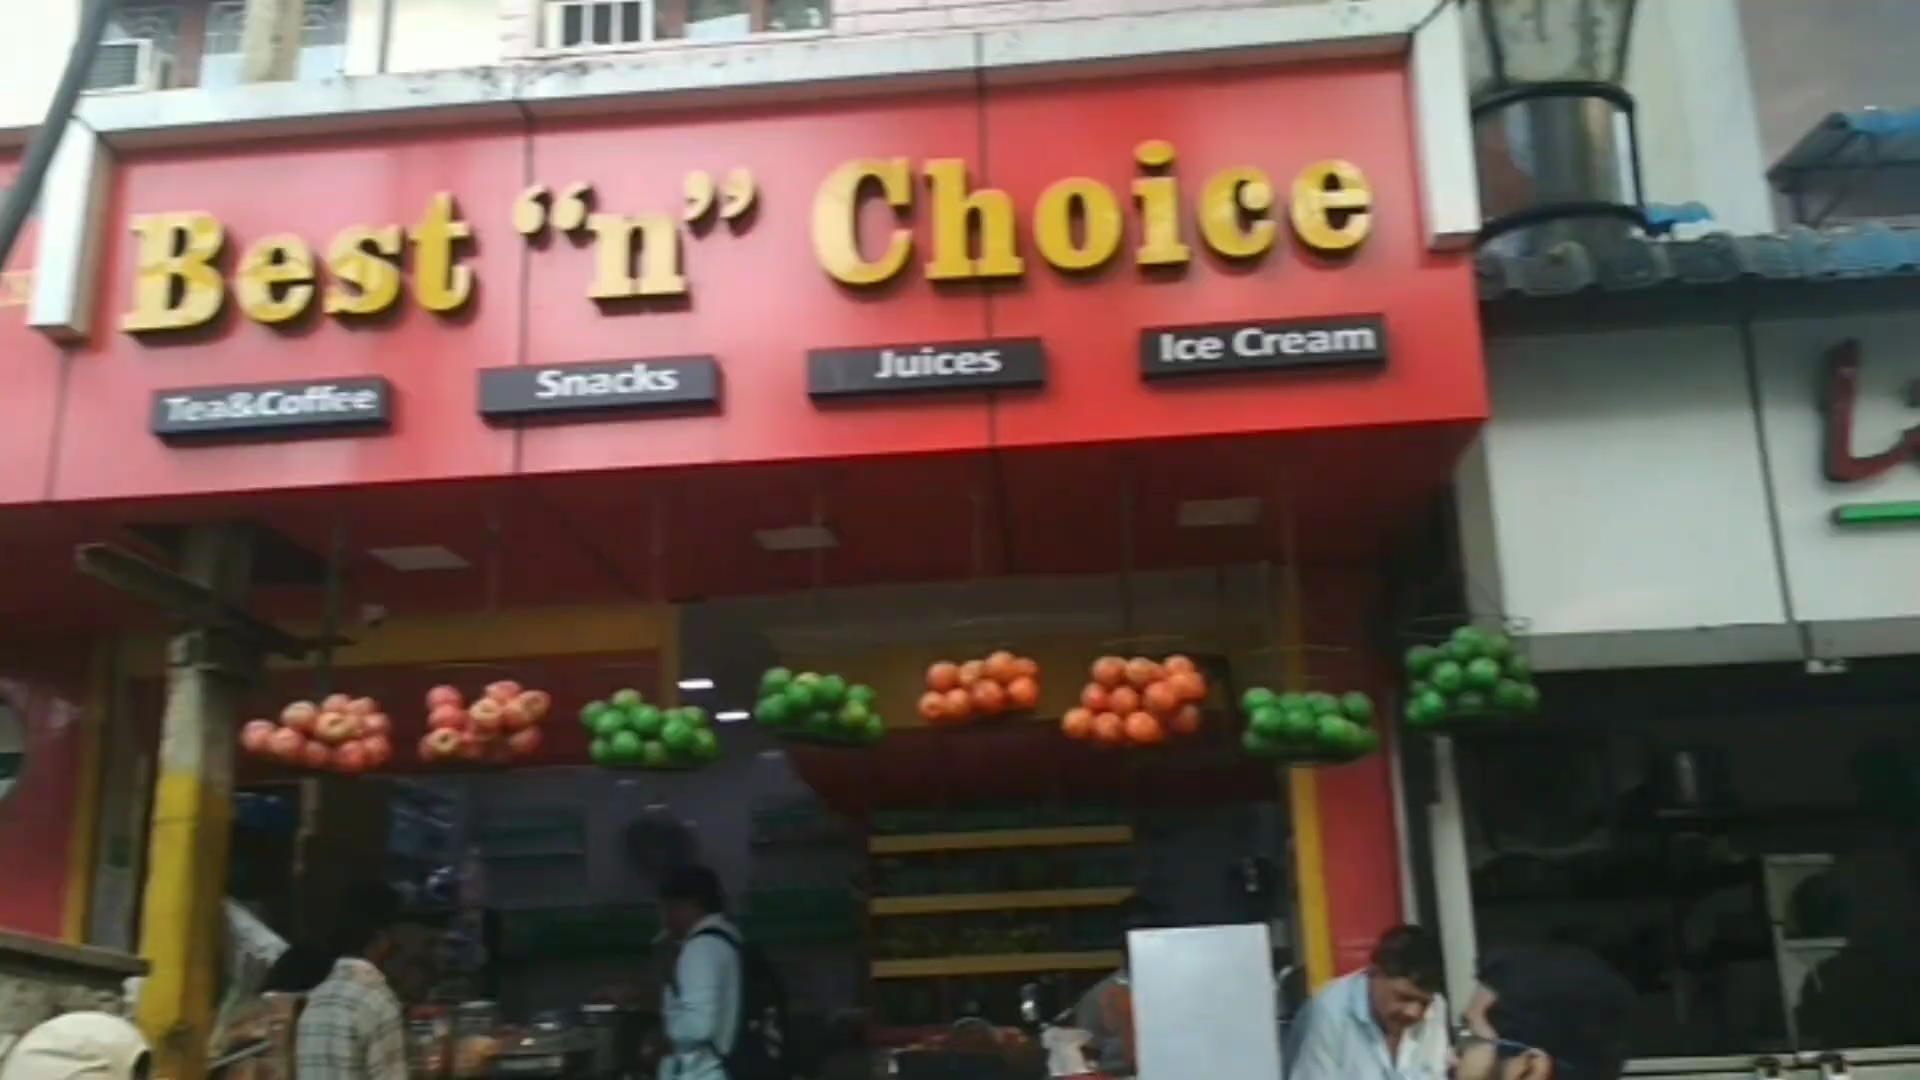 Best “n” Choice
Tea&Coffee
Snacks
Juices
Ice Cream